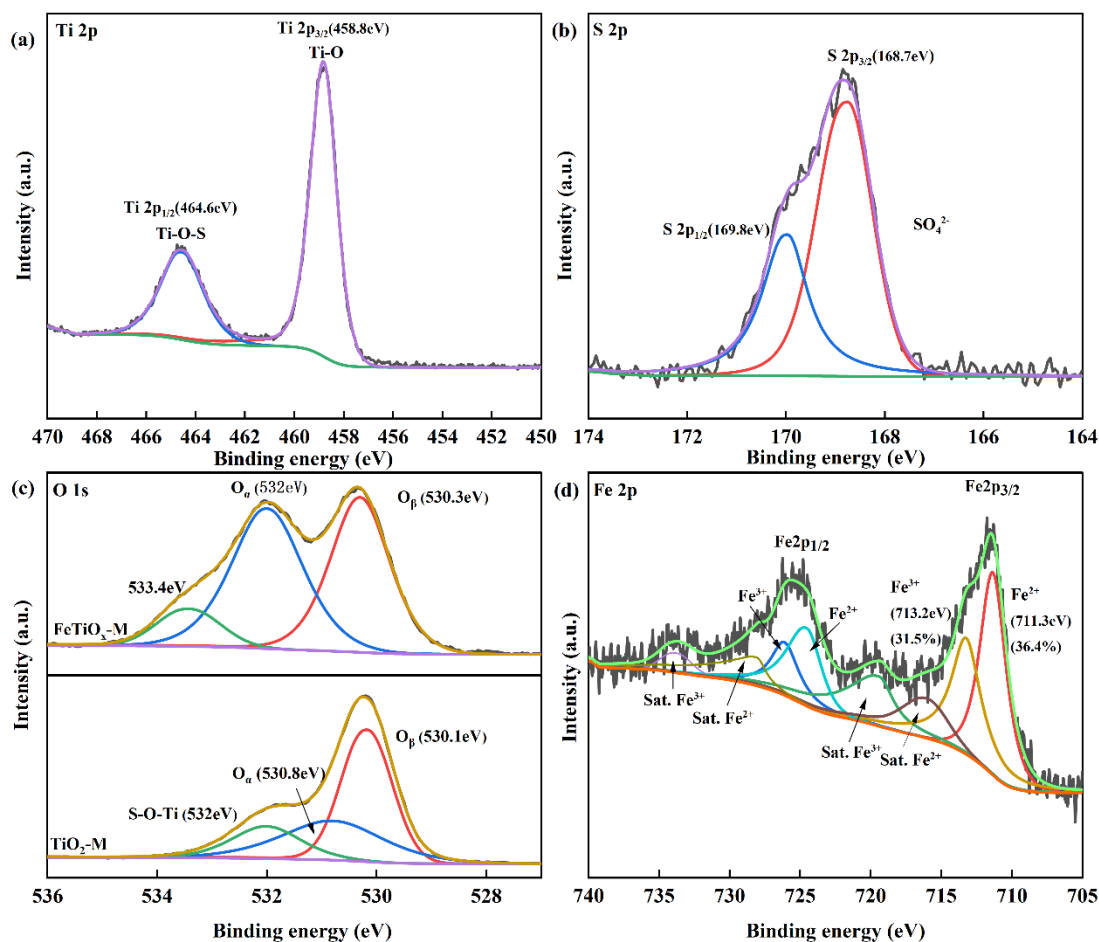 (a)
Ti 2p
Ti 2p3/2(458.8eV)
Ti-O
Ti 2p1/2(464.6eV)
Ti-O-S
Intensity (a.u.)
470 468 466 464 462 460 458 456 454 452 450
Binding energy (eV)
(b)
S 2p
S 2p3/2(168.7eV)
S 2p1/2(169.8eV)
SO₄²⁻
Intensity (a.u.)
174 172 170 168 166 164
Binding energy (eV)
(c)
O 1s
Oα (532eV)
Oβ (530.3eV)
533.4eV
FeTiOₓ-M
Oβ (530.1eV)
Oα (530.8eV)
S-O-Ti (532eV)
TiO₂-M
Intensity (a.u.)
536 534 532 530 528
Binding energy (eV)
(d)
Fe 2p
Fe2p3/2
Fe2p1/2
Fe³⁺
Fe²⁺
Fe³⁺
(713.2eV)
(31.5%)
Fe²⁺
(711.3eV)
(36.4%)
Sat. Fe³⁺
Sat. Fe²⁺
Sat. Fe³⁺
Sat. Fe²⁺
Intensity (a.u.)
740 735 730 725 720 715 710 705
Binding energy (eV)